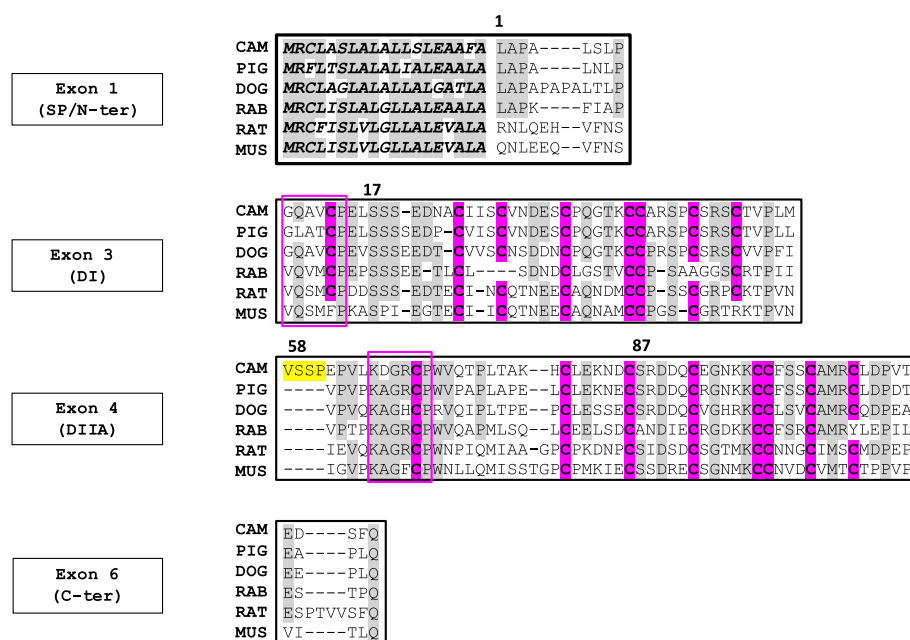 1
Exon 1
(SP/N-ter)
CAM MRCLASLALALLSLEAAFA LAPA----LSLP
PIG MRFLTSLALALIALEAALA LAPA----LNLP
DOG MRCLAGLALALLALGATLA LAPAPAPALTLP
RAB MRCLISLALGLLALEAALA LAPK----FIAP
RAT MRCFISLVLGLLALEVALA RNLQEH--VFNS
MUS MRCLISLVLGLLALEVALA QNLEEQ-VFNS
17
Exon 3
(DI)
CAM GQAVCPELSSS-EDNACIISCVNDESCPQGTKCCARSPCSRSCTVPLM
PIG GLATCPELSSSSEDP-CVISCVNDESCPQGTKCCARSPCSRSCTVPLL
DOG GQAVCPEVSSSEEDT-CVVSCNSDDNCPQGTKCCARSPCSRSCVVPFI
RAB VQVMCPEPSSSEE-TLCL----SDNDCLGSTVCCP-SAAGGSCRTPII
RAT VQSMCPDDSSS-EDTECI-NCQTNEECAQNDMCCPSSCGRPCKTPVN
MUS VQSMFPKASPI-EGTECI-ICQTNEECAQNAMCCPGS-CGRTRKTPVN
58 87
Exon 4
(DIIA)
CAM VSSPEPVLKDGRCPWVQTPLTAK--HCLEKNDCSRDDQCEGNKKCCFSSCAMRCLDPVT
PIG ----VPVPKAGRCPWVPAPLAPE--LCLEKNECSRDDQCRGNKKCCFSSCAMRCLDPDT
DOG ----VPVQKAGHCPRVQIPLTPE--PCLESSECSRDDQCVGHRKCCLSVCAMRCQDPEA
RAB ----VPTPKAGRCPWVQAPMLSQ--LCEELSDCANDIECRGDKKCCFSRCAMRYLEPIL
RAT ----IEVQKAGRCPWNPIQMIAA-GPCPKDNPCSIDSDCSGTMKCCNNGCIMSCMDPEP
MUS ----IGVPKAGFCPWNLLQMISSTGPCPMKIECSSDRECSGNMKCCNVDCVMTCTPPVP
Exon 6
(C-ter)
CAM ED----SFQ
PIG EA----PLQ
DOG EE----PLQ
RAB ES----TPQ
RAT ESPTVVSFQ
MUS VI----TLQ